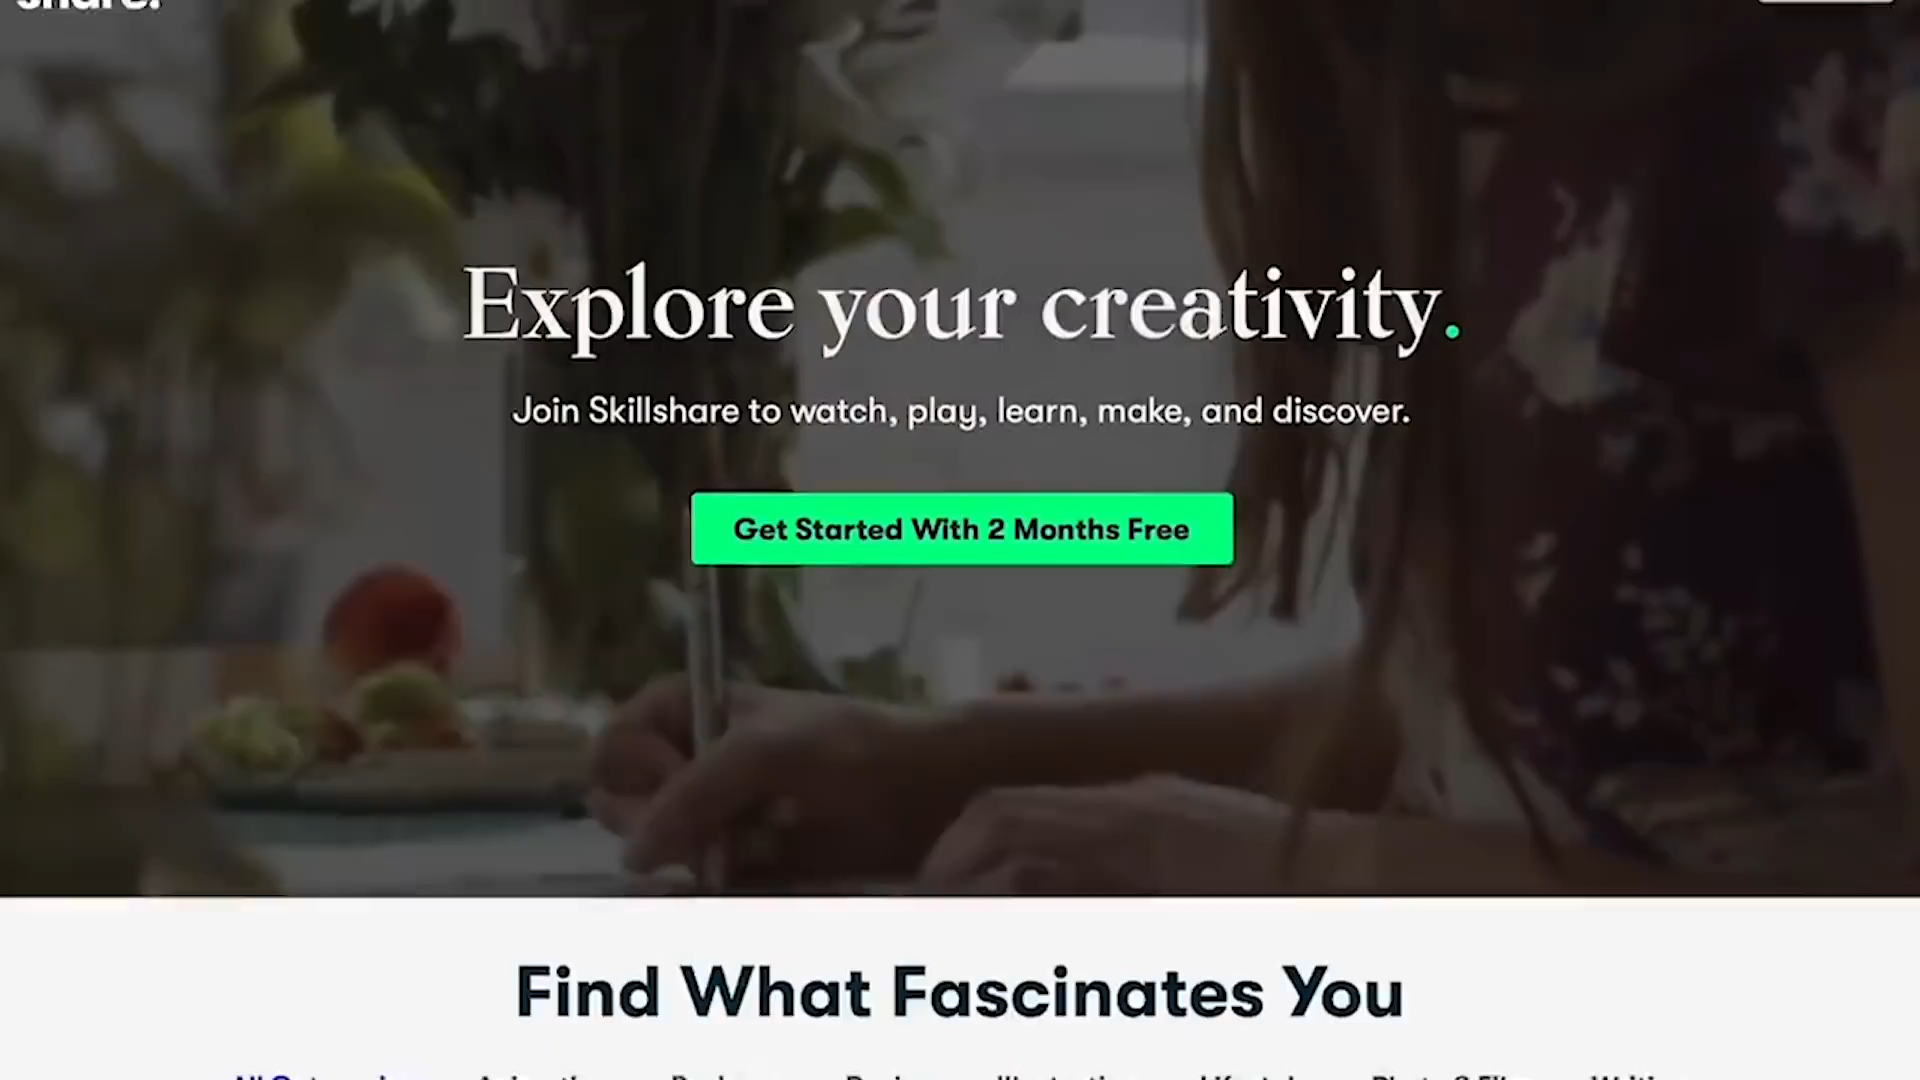 share.
Explore your creativity.
Join Skillshare to watch, play, learn, make, and discover.
Get Started With 2 Months Free
Find What Fascinates You